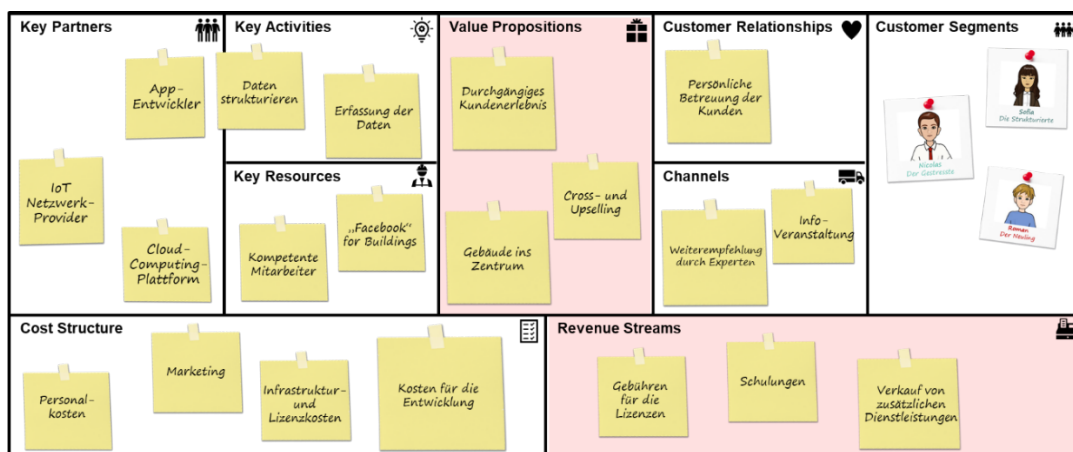 Key Partners
App-
Entwickler
IoT
Netzwerk-
Provider
Cloud-
Computing-
Plattform
Key Activities
Daten
strukturieren
Erfassung der
Daten
Key Resources
Kompetente
Mitarbeiter
„Facebook“
for Buildings
Value Propositions
Durchgängiges
Kundenerlebnis
Cross- und
Upselling
Gebäude ins
Zentrum
Customer Relationships
Persönliche
Betreuung der
Kunden
Channels
Weiterempfehlung
durch Experten
Info-
Veranstaltung
Customer Segments
Sofia
Die Strukturierte
Nicolas
Der Gestresste
Roman
Der Neuling
Cost Structure
Personal-
kosten
Marketing
Infrastruktur-
und
Lizenzkosten
Kosten für die
Entwicklung
Revenue Streams
Gebühren
für die
Lizenzen
Schulungen
Verkauf von
zusätzlichen
Dienstleistungen